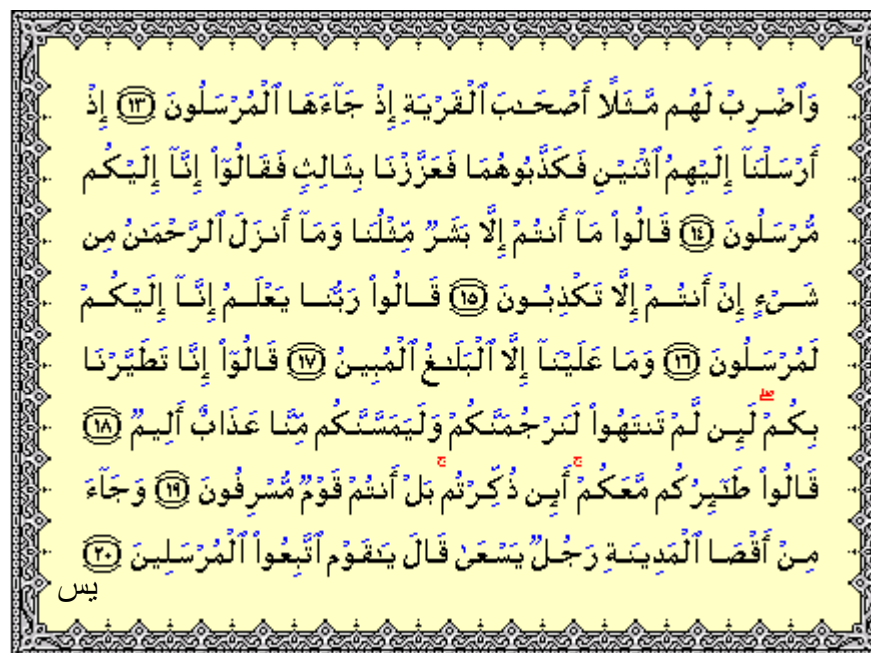 وَٱضْرِبْ لَهُم مَّثَلًا أَصْحَـٰبَ ٱلْقَرْيَةِ إِذْ جَآءَهَا ٱلْمُرْسَلُونَ ١٣ إِذْ
أَرْسَلْنَآ إِلَيْهِمُ ٱثْنَيْنِ فَكَذَّبُوهُمَا فَعَزَّزْنَا بِثَالِثٍ فَقَالُوٓا۟ إِنَّآ إِلَيْكُم
مُّرْسَلُونَ ١٤ قَالُوا۟ مَآ أَنتُمْ إِلَّا بَشَرٌ مِّثْلُنَا وَمَآ أَنزَلَ ٱلرَّحْمَـٰنُ مِن
شَىْءٍ إِنْ أَنتُمْ إِلَّا تَكْذِبُونَ ١٥ قَالُوا۟ رَبُّنَا يَعْلَمُ إِنَّآ إِلَيْكُمْ
لَمُرْسَلُونَ ١٦ وَمَا عَلَيْنَآ إِلَّا ٱلْبَلَـٰغُ ٱلْمُبِينُ ١٧ قَالُوٓا۟ إِنَّا تَطَيَّرْنَا
بِكُمْ ۖ لَئِن لَّمْ تَنتَهُوا۟ لَنَرْجُمَنَّكُمْ وَلَيَمَسَّنَّكُم مِّنَّا عَذَابٌ أَلِيمٌ ١٨
قَالُوا۟ طَـٰٓئِرُكُم مَّعَكُمْ ۚ أَئِن ذُكِّرْتُم ۚ بَلْ أَنتُمْ قَوْمٌ مُّسْرِفُونَ ١٩ وَجَآءَ
مِنْ أَقْصَا ٱلْمَدِينَةِ رَجُلٌ يَسْعَىٰ قَالَ يَـٰقَوْمِ ٱتَّبِعُوا۟ ٱلْمُرْسَلِينَ ٢٠
يس